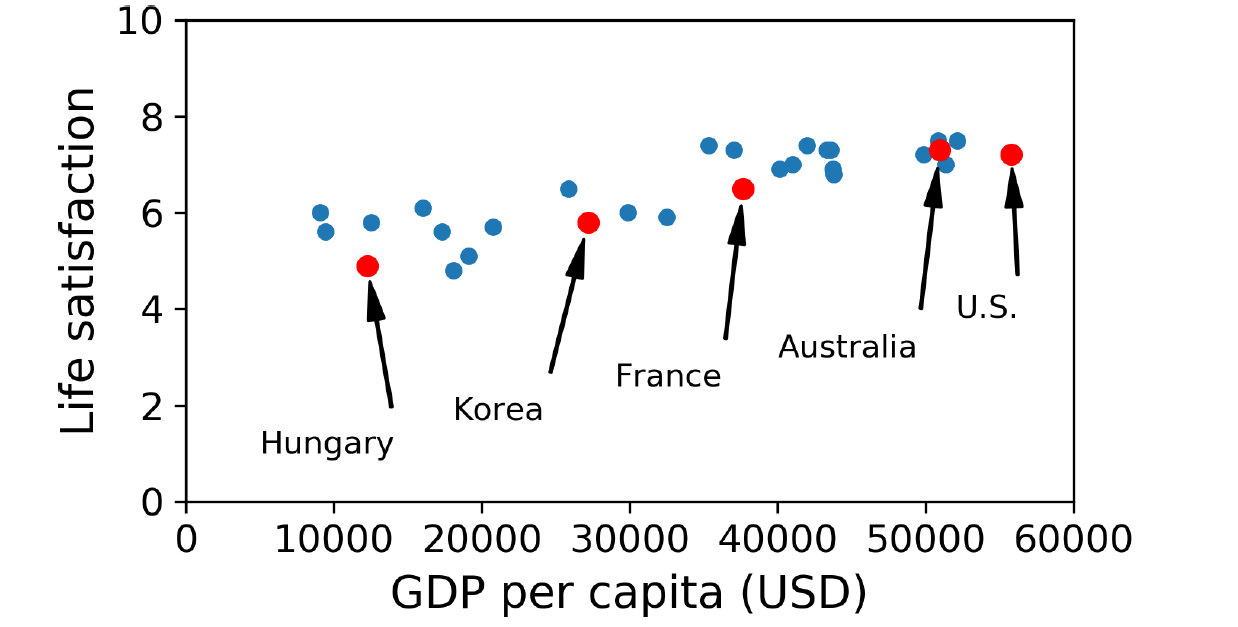 10
8
6
4
2
0
Life satisfaction
Hungary
Korea
France
Australia
U.S.
0 10000 20000 30000 40000 50000 60000
GDP per capita (USD)